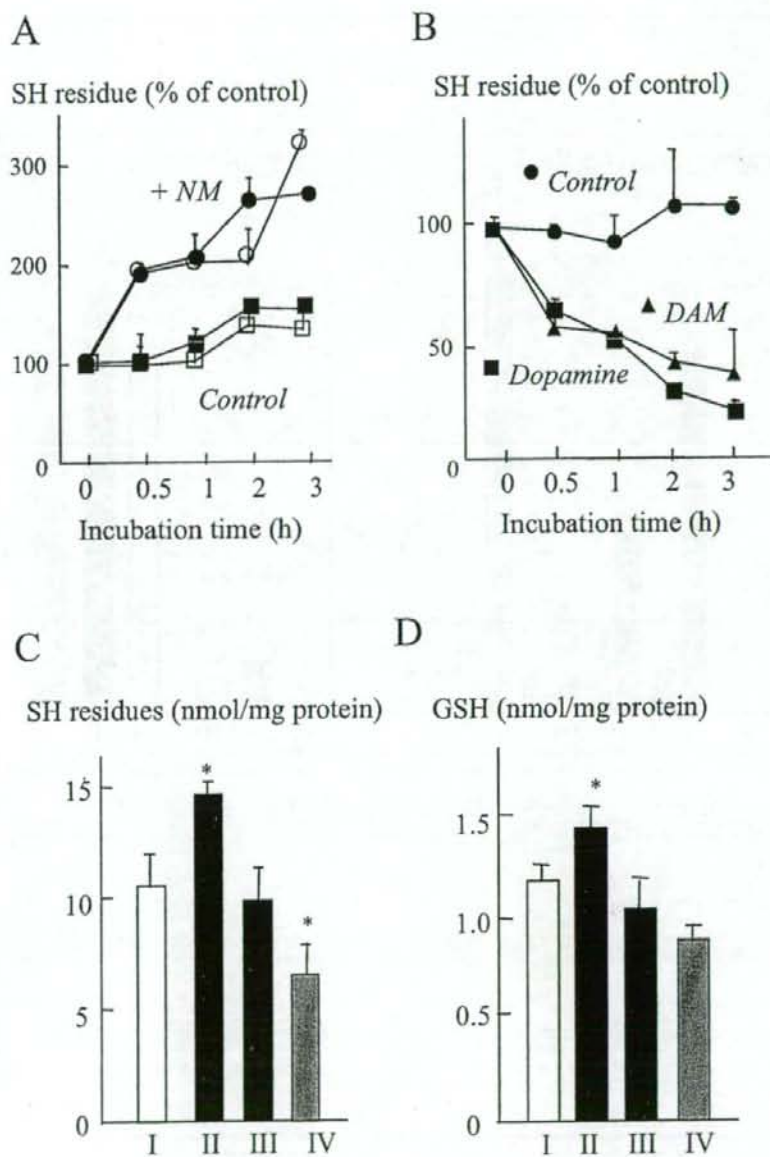 A
SH residue (% of control)
300
200
100
0
+ NM
Control
0 0.5 1 2 3
Incubation time (h)
B
SH residue (% of control)
100
50
0
Control
DAM
Dopamine
0 0.5 1 2 3
Incubation time (h)
C
SH residues (nmol/mg protein)
15
10
5
0
*
*
I II III IV
D
GSH (nmol/mg protein)
1.5
1.0
0.5
0
*
I II III IV